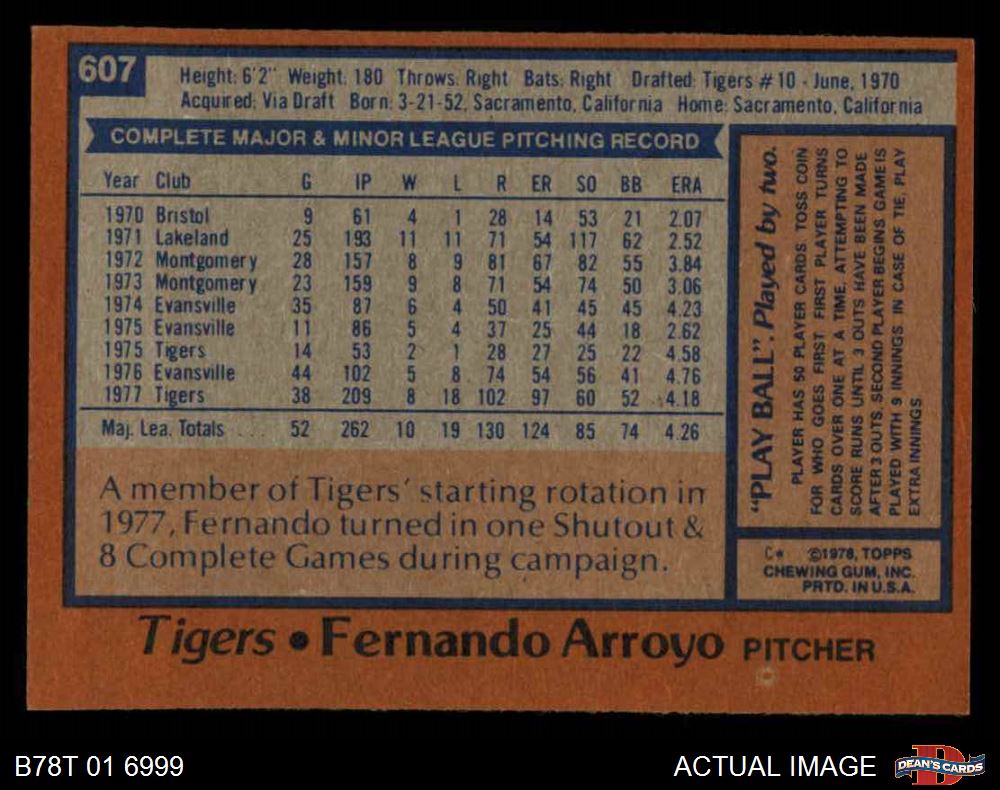 607
Height: 6'2" Weight: 180 Throws: Right Bats: Right Drafted: Tigers #10 - June, 1970
Acquired: Via Draft Born: 3-21-52, Sacramento, California Home: Sacramento, California
COMPLETE MAJOR & MINOR LEAGUE PITCHING RECORD
Year Club G IP W L R ER SO BB ERA
1970 Bristol 9 61 4 1 28 14 53 21 2.07
1971 Lakeland 25 193 11 11 71 54 117 62 2.52
1972 Montgomery 28 157 8 9 81 67 82 55 3.84
1973 Montgomery 23 159 9 8 71 54 74 50 3.06
1974 Evansville 35 87 6 4 50 41 45 45 4.23
1975 Evansville 11 86 5 4 37 25 44 18 2.62
1975 Tigers 14 53 2 1 28 27 25 22 4.58
1976 Evansville 44 102 5 8 74 54 56 41 4.76
1977 Tigers 38 209 8 18 102 97 60 52 4.18
Maj. Lea. Totals ... 52 262 10 19 130 124 85 74 4.26
A member of Tigers' starting rotation in
1977, Fernando turned in one Shutout &
8 Complete Games during campaign.
"PLAY BALL". Played by two.
PLAYER HAS 50 PLAYER CARDS. TOSS COIN
FOR WHO GOES FIRST. FIRST PLAYER TURNS
CARDS OVER ONE AT A TIME, ATTEMPTING TO
SCORE RUNS UNTIL 3 OUTS HAVE BEEN MADE.
AFTER 3 OUTS, SECOND PLAYER BEGINS. GAME IS
PLAYED WITH 9 INNINGS. IN CASE OF TIE, PLAY
EXTRA INNINGS.
C* ©1978, TOPPS
CHEWING GUM, INC.
PRTD. IN U.S.A.
Tigers • Fernando Arroyo PITCHER
B78T 01 6999
ACTUAL IMAGE
D
DEAN'S CARDS